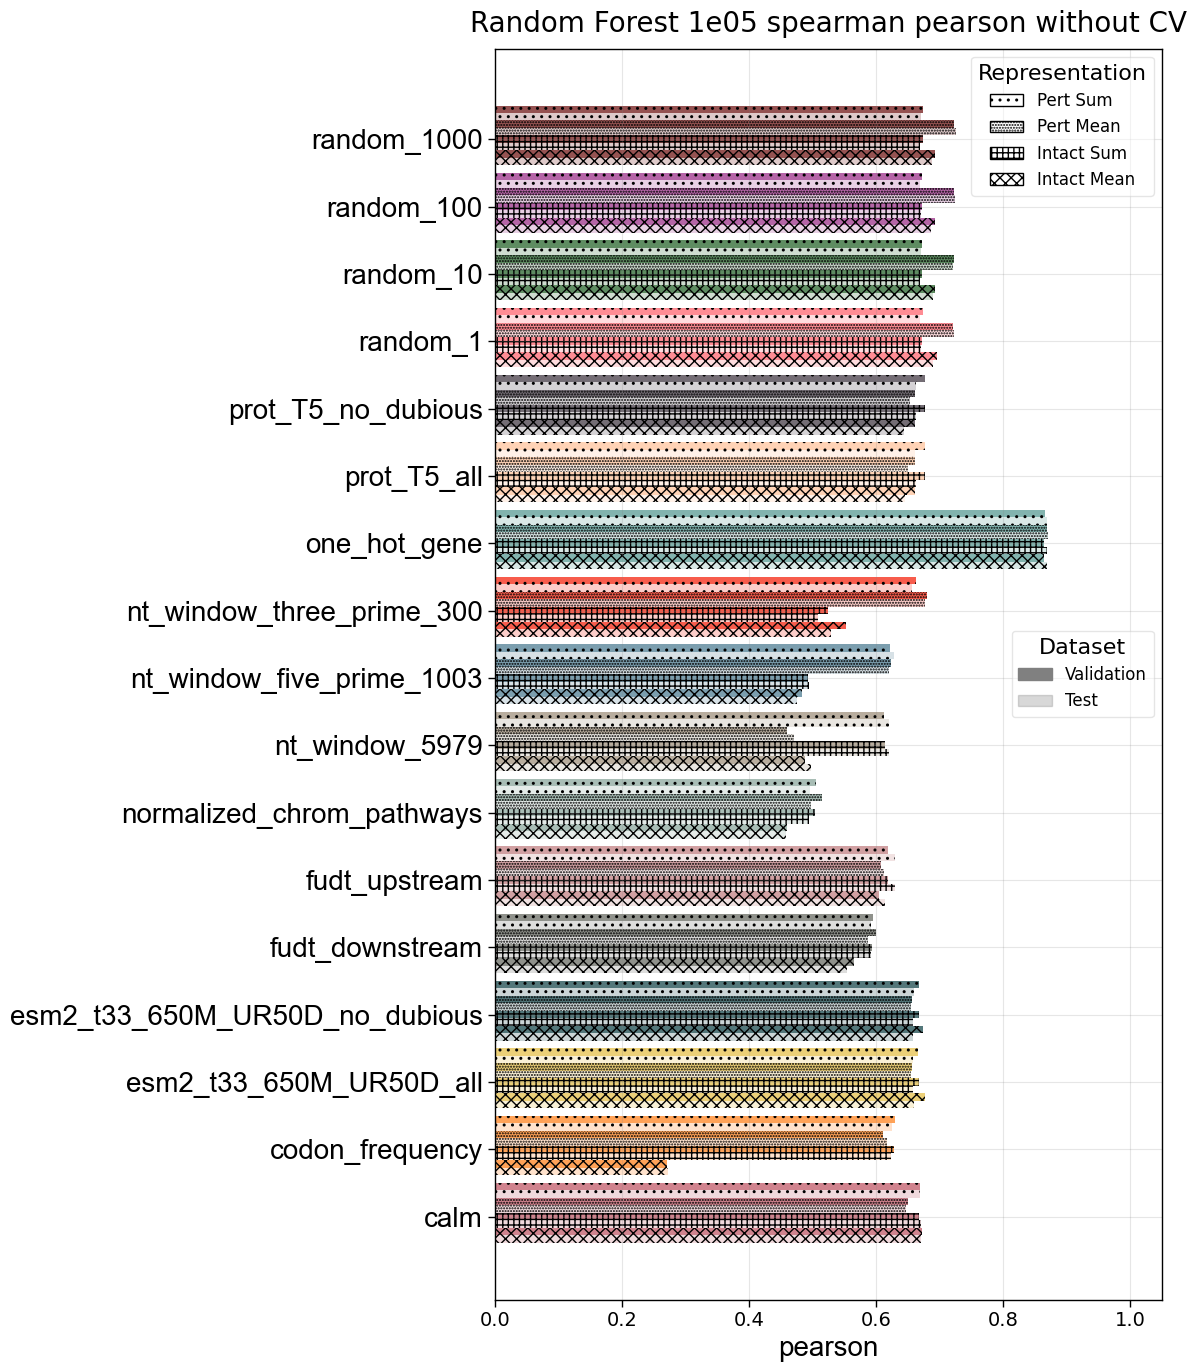 Random Forest 1e05 spearman pearson without CV
Representation
Pert Sum
Pert Mean
Intact Sum
Intact Mean
random_1000
random_100
random_10
random_1
prot_T5_no_dubious
prot_T5_all
one_hot_gene
nt_window_three_prime_300
nt_window_five_prime_1003
nt_window_5979
normalized_chrom_pathways
fudt_upstream
fudt_downstream
esm2_t33_650M_UR50D_no_dubious
esm2_t33_650M_UR50D_all
codon_frequency
calm
Dataset
Validation
Test
0.0 0.2 0.4 0.6 0.8 1.0
pearson